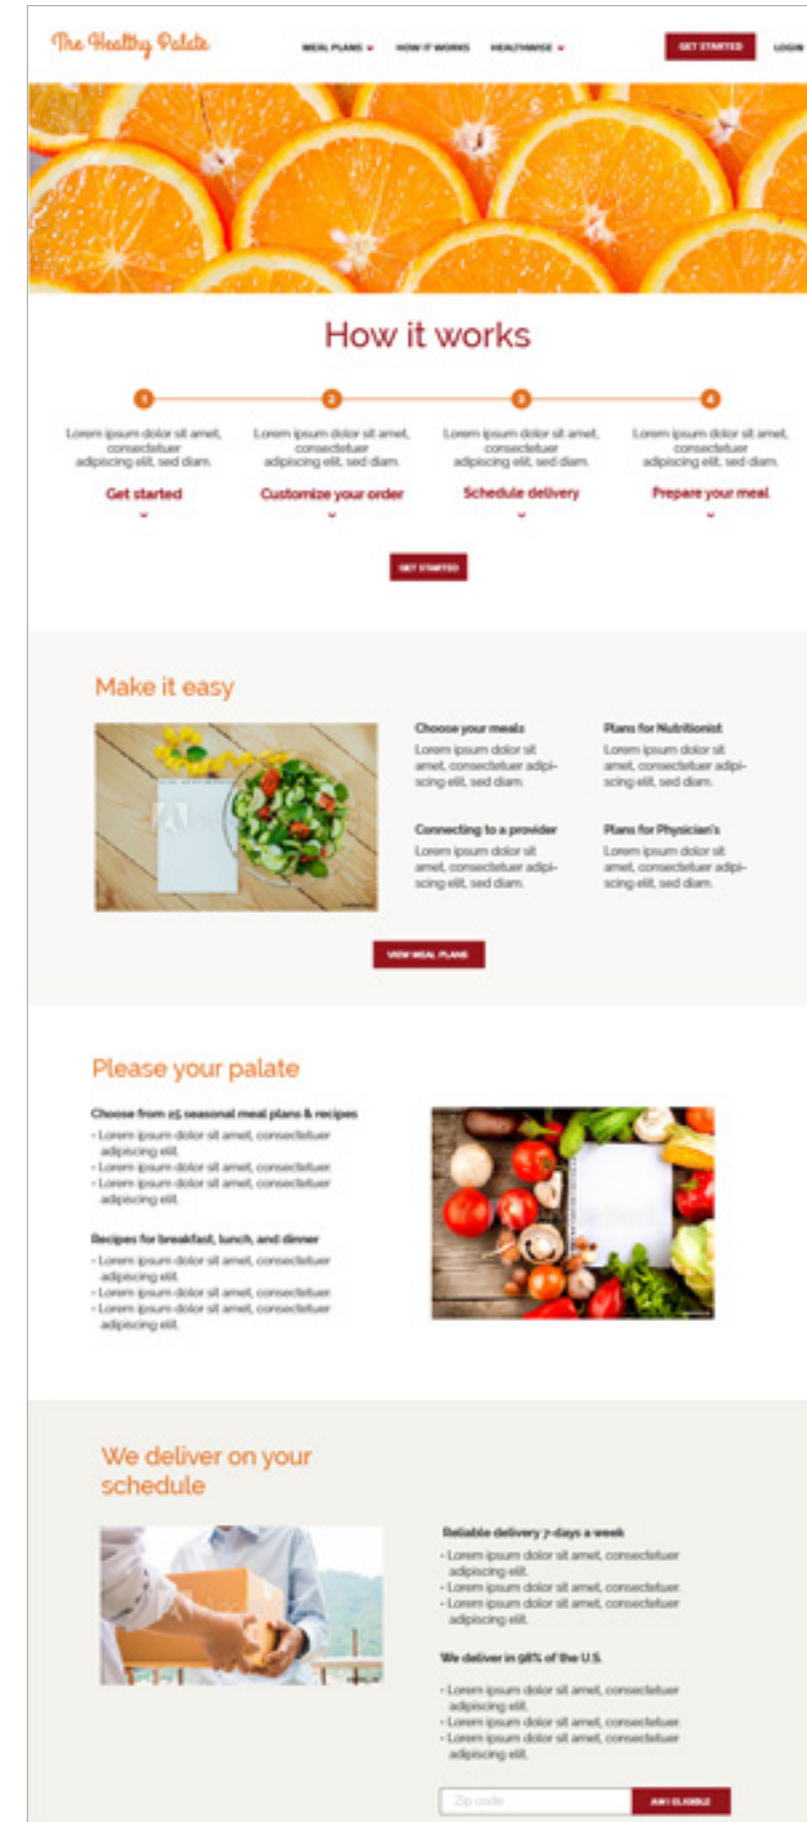 The Healthy Palate
MEAL PLANS
HOW IT WORKS
HEALTHWISE
GET STARTED
LOGIN
How it works
1
2
3
4
Lorem ipsum dolor sit amet,
consectetuer
adipiscing elit, sed diam.
Get started
Lorem ipsum dolor sit amet,
consectetuer
adipiscing elit, sed diam.
Customize your order
Lorem ipsum dolor sit amet,
consectetuer
adipiscing elit, sed diam.
Schedule delivery
Lorem ipsum dolor sit amet,
consectetuer
adipiscing elit, sed diam.
Prepare your meal
GET STARTED
Make it easy
Choose your meals
Lorem ipsum dolor sit
amet, consectetuer adipi-
scing elit, sed diam.
Plans for Nutritionist
Lorem ipsum dolor sit
amet, consectetuer adipi-
scing elit, sed diam.
Connecting to a provider
Lorem ipsum dolor sit
amet, consectetuer adipi-
scing elit, sed diam.
Plans for Physician's
Lorem ipsum dolor sit
amet, consectetuer adipi-
scing elit, sed diam.
VIEW MEAL PLANS
Please your palate
Choose from 25 seasonal meal plans & recipes
• Lorem ipsum dolor sit amet, consectetuer
adipiscing elit.
• Lorem ipsum dolor sit amet, consectetuer.
• Lorem ipsum dolor sit amet, consectetuer
adipiscing elit.
Recipes for breakfast, lunch, and dinner
• Lorem ipsum dolor sit amet, consectetuer
adipiscing elit.
• Lorem ipsum dolor sit amet, consectetuer.
• Lorem ipsum dolor sit amet, consectetuer
adipiscing elit.
We deliver on your
schedule
Reliable delivery 7-days a week
• Lorem ipsum dolor sit amet, consectetuer
adipiscing elit.
• Lorem ipsum dolor sit amet, consectetuer.
• Lorem ipsum dolor sit amet, consectetuer
adipiscing elit.
We deliver in 98% of the U.S.
• Lorem ipsum dolor sit amet, consectetuer
adipiscing elit.
• Lorem ipsum dolor sit amet, consectetuer.
• Lorem ipsum dolor sit amet, consectetuer
adipiscing elit.
Zip code
AM I ELIGIBLE